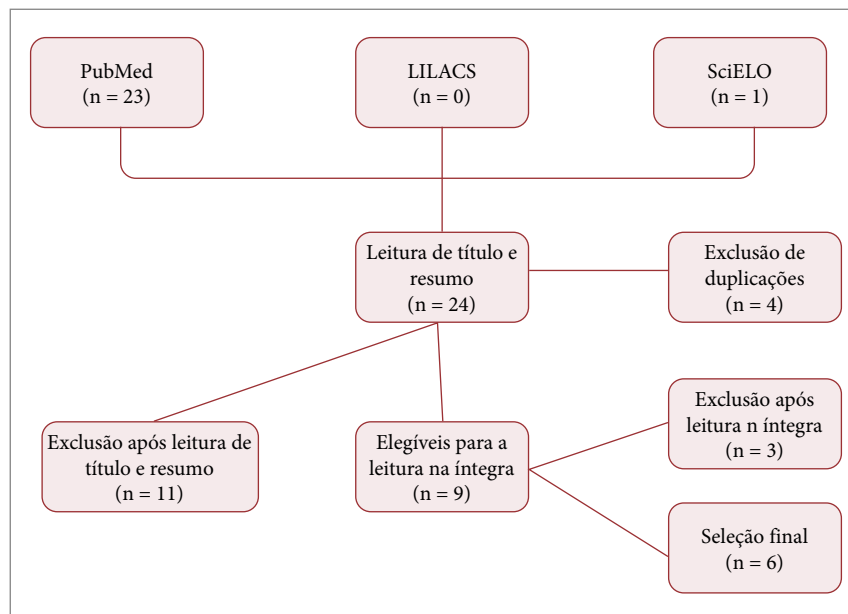 PubMed
(n = 23)
LILACS
(n = 0)
SciELO
(n = 1)
Leitura de título e
resumo
(n = 24)
Exclusão de
duplicações
(n = 4)
Exclusão após leitura de
título e resumo
(n = 11)
Elegíveis para a
leitura na íntegra
(n = 9)
Exclusão após
leitura n íntegra
(n = 3)
Seleção final
(n = 6)